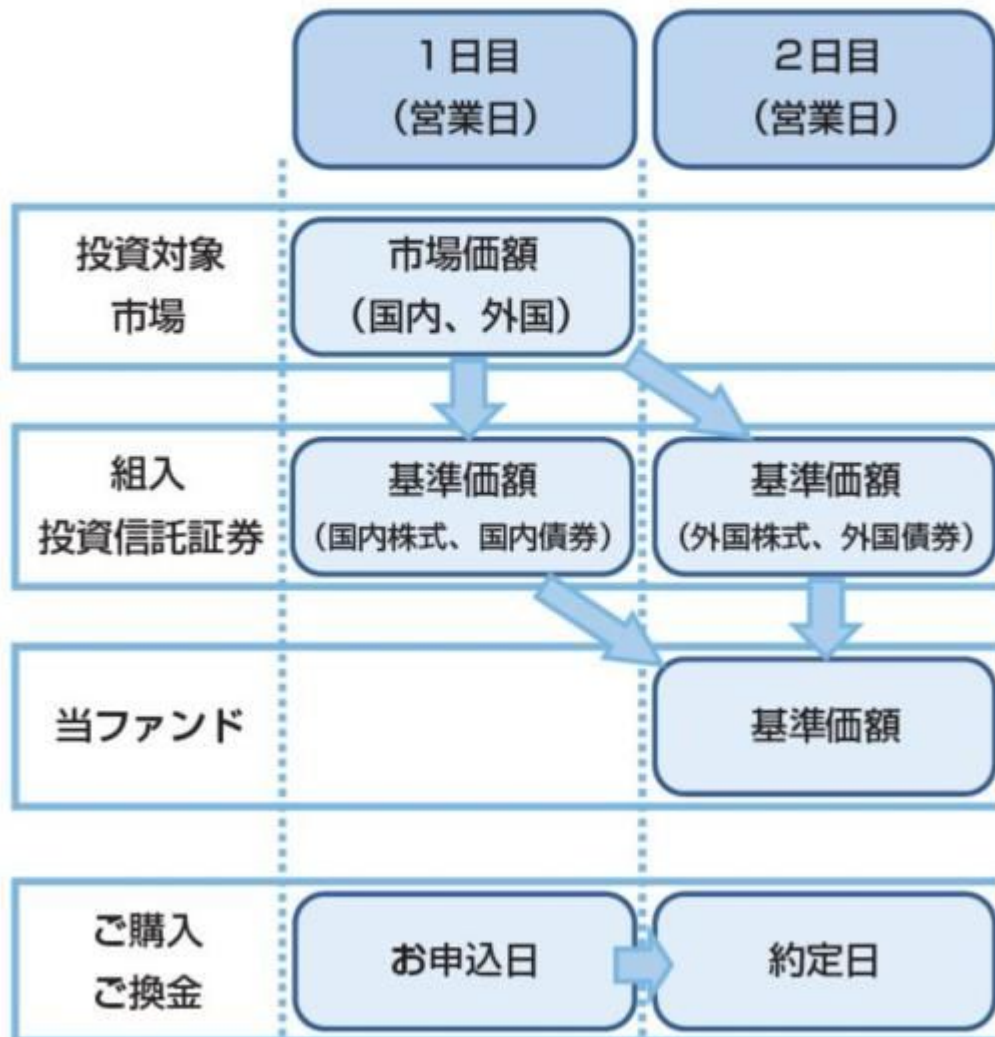 1日目
(営業日)
2日目
(営業日)
投資対象
市場
市場価額
(国内、外国)
組入
投資信託証券
基準価額
(国内株式、国内債券)
基準価額
(外国株式、外国債券)
当ファンド
基準価額
ご購入
ご換金
お申込日
約定日